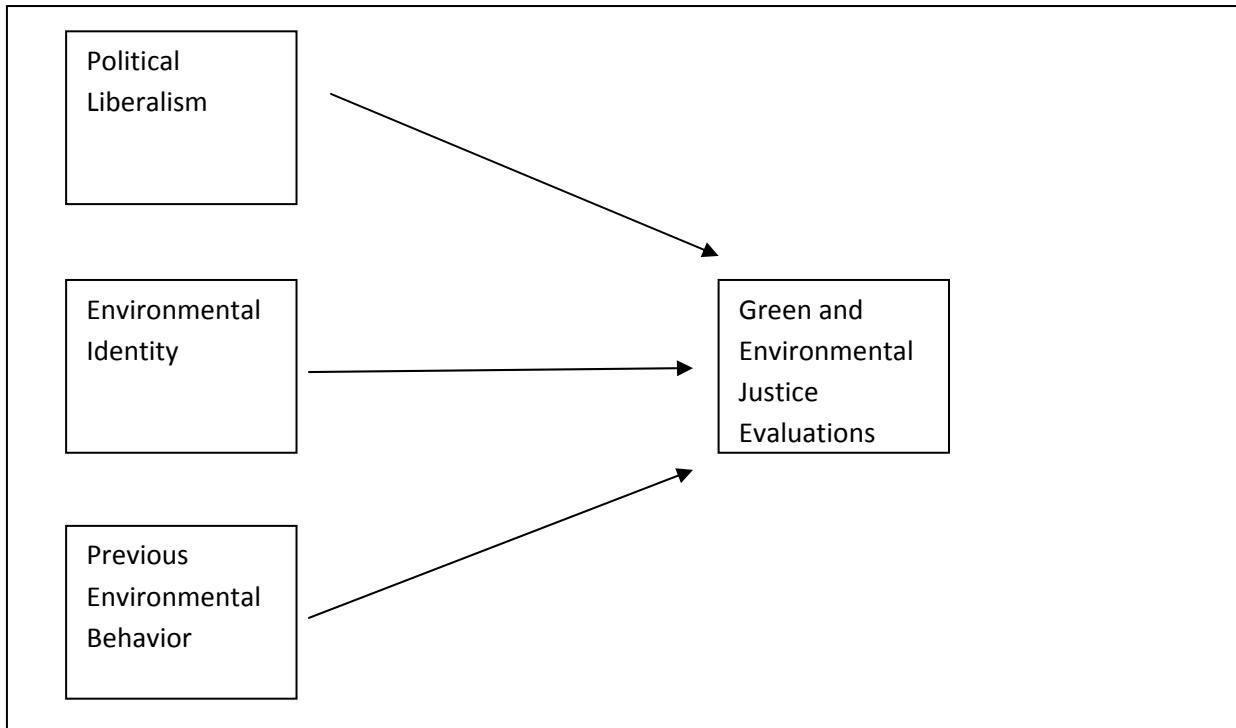 Political
Liberalism
Environmental
Identity
Green and
Environmental
Justice
Evaluations
Previous
Environmental
Behavior